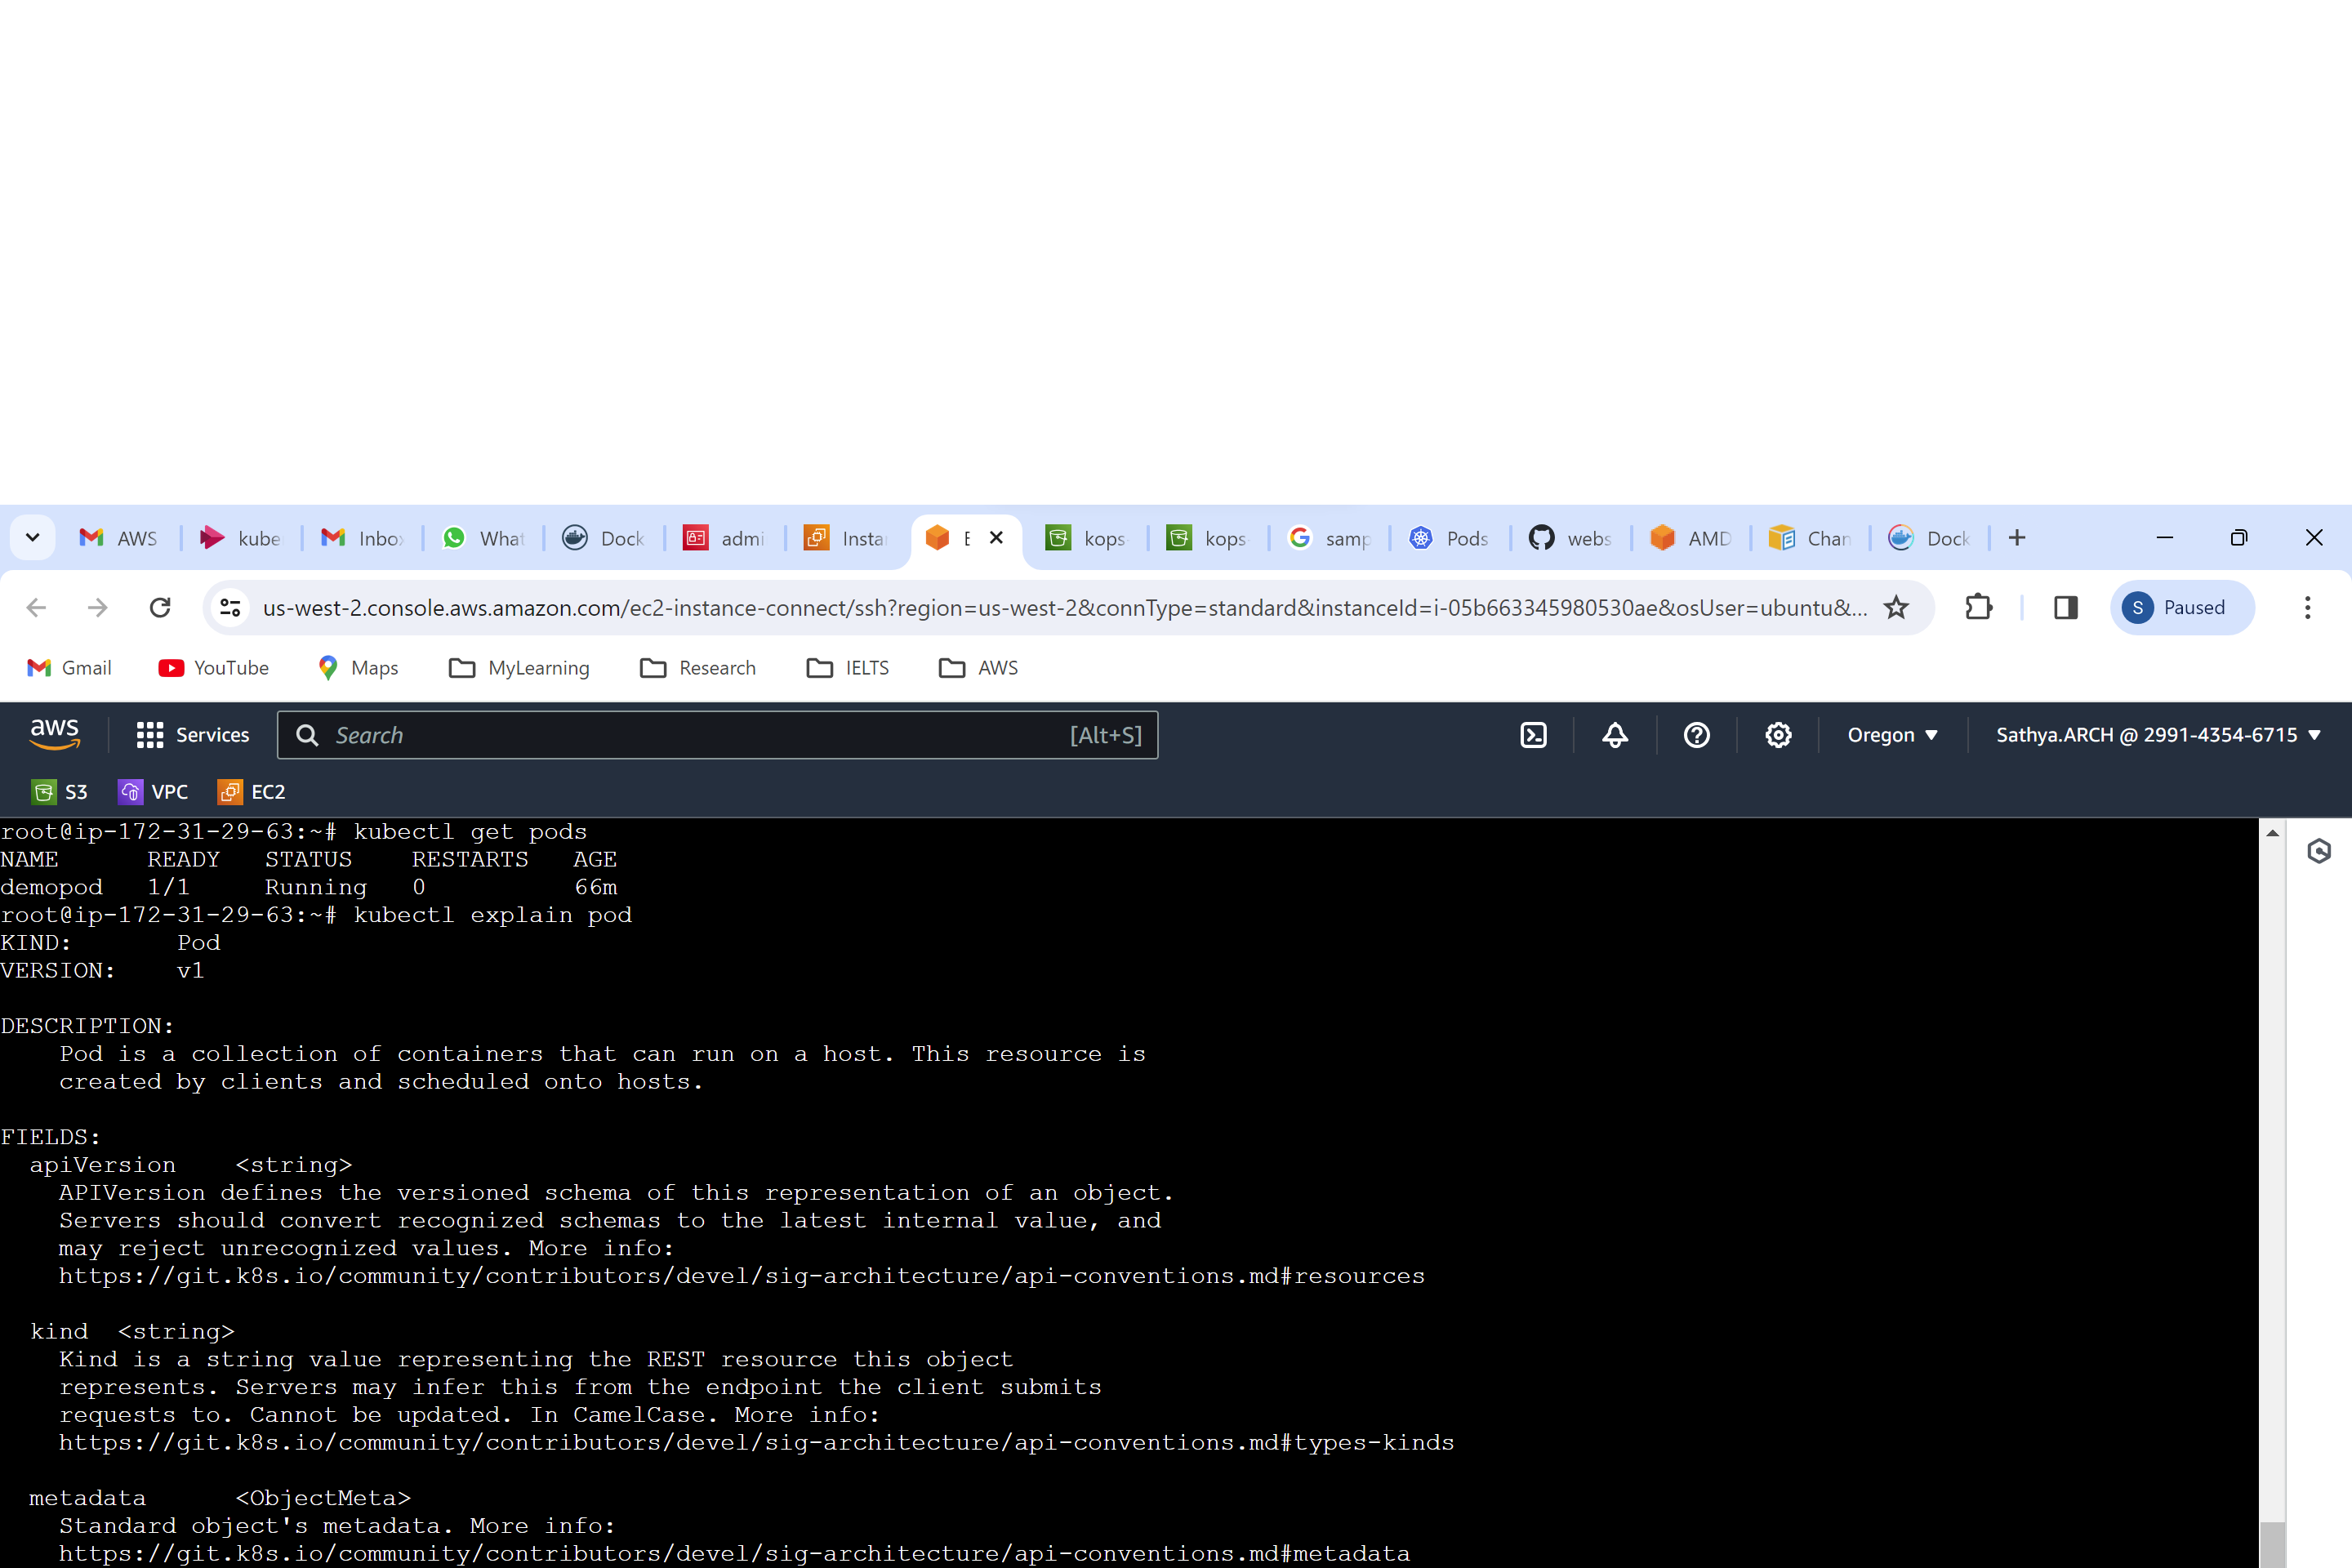 AWS kube Inbo What Dock admi Insta E kops kops samp Pods webs AMD Chan Dock
us-west-2.console.aws.amazon.com/ec2-instance-connect/ssh?region=us-west-2&connType=standard&instanceId=i-05b663345980530ae&osUser=ubuntu&... S Paused
Gmail YouTube Maps MyLearning Research IELTS AWS
aws Services Search [Alt+S] Oregon Sathya.ARCH @ 2991-4354-6715
S3 VPC EC2
root@ip-172-31-29-63:~# kubectl get pods
NAME READY STATUS RESTARTS AGE
demopod 1/1 Running 0 66m
root@ip-172-31-29-63:~# kubectl explain pod
KIND: Pod
VERSION: v1
DESCRIPTION:
Pod is a collection of containers that can run on a host. This resource is
created by clients and scheduled onto hosts.
FIELDS:
apiVersion <string>
APIVersion defines the versioned schema of this representation of an object.
Servers should convert recognized schemas to the latest internal value, and
may reject unrecognized values. More info:
https://git.k8s.io/community/contributors/devel/sig-architecture/api-conventions.md#resources
kind <string>
Kind is a string value representing the REST resource this object
represents. Servers may infer this from the endpoint the client submits
requests to. Cannot be updated. In CamelCase. More info:
https://git.k8s.io/community/contributors/devel/sig-architecture/api-conventions.md#types-kinds
metadata <ObjectMeta>
Standard object's metadata. More info:
https://git.k8s.io/community/contributors/devel/sig-architecture/api-conventions.md#metadata